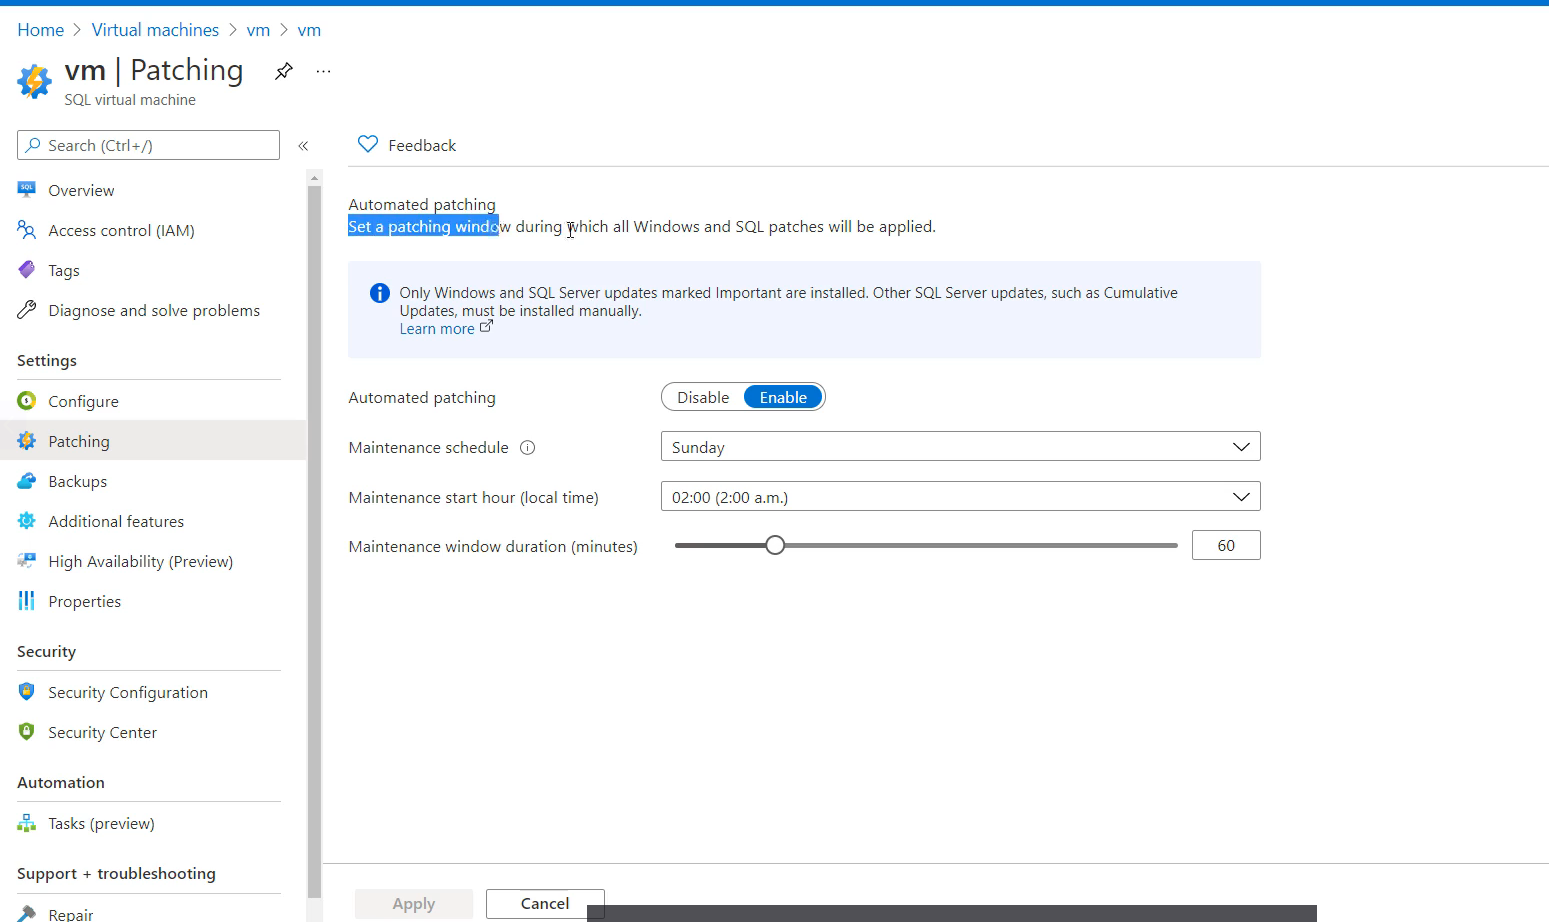 Home > Virtual machines > vm > vm
vm | Patching
...
SQL virtual machine
Search (Ctrl+/)
«
Overview
Access control (IAM)
Tags
Diagnose and solve problems
Settings
Configure
Patching
Backups
Additional features
High Availability (Preview)
Properties
Security
Security Configuration
Security Center
Automation
Tasks (preview)
Support + troubleshooting
Repair
Feedback
Automated patching
Set a patching window during which all Windows and SQL patches will be applied.
Only Windows and SQL Server updates marked Important are installed. Other SQL Server updates, such as Cumulative
Updates, must be installed manually.
Learn more
Automated patching
Disable Enable
Maintenance schedule
Sunday
Maintenance start hour (local time)
02:00 (2:00 a.m.)
Maintenance window duration (minutes)
60
Apply
Cancel